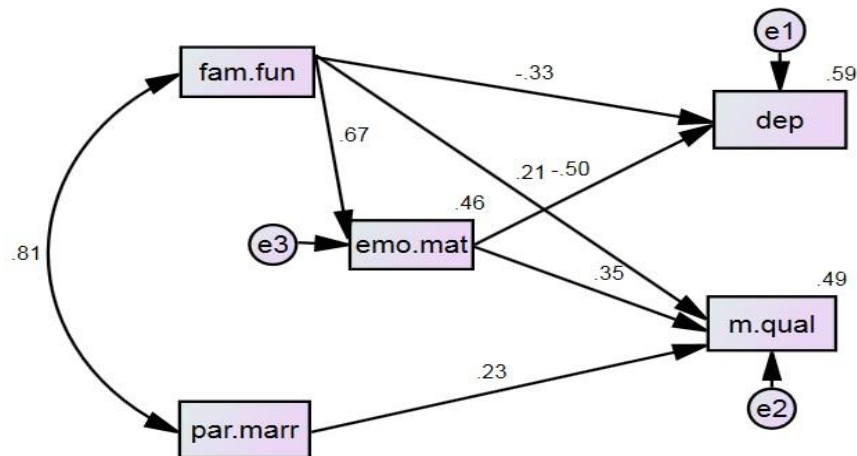 e1
.59
fam.fun
-.33
dep
.67
.21
-.50
.46
e3
emo.mat
.81
.35
.49
m.qual
.23
e2
par.marr